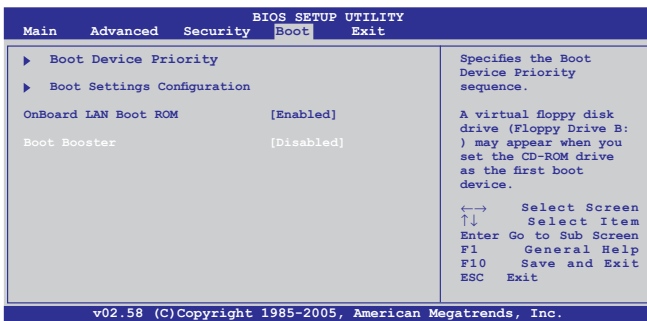 BIOS SETUP UTILITY
Main Advanced Security Boot Exit
Boot Device Priority
Boot Settings Configuration
OnBoard LAN Boot ROM [Enabled]
Boot Booster [Disabled]
Specifies the Boot
Device Priority
sequence.
A virtual floppy disk
drive (Floppy Drive B:
) may appear when you
set the CD-ROM drive
as the first boot
device.
←→ Select Screen
↑↓ Select Item
Enter Go to Sub Screen
F1 General Help
F10 Save and Exit
ESC Exit
v02.58 (C)Copyright 1985-2005, American Megatrends, Inc.